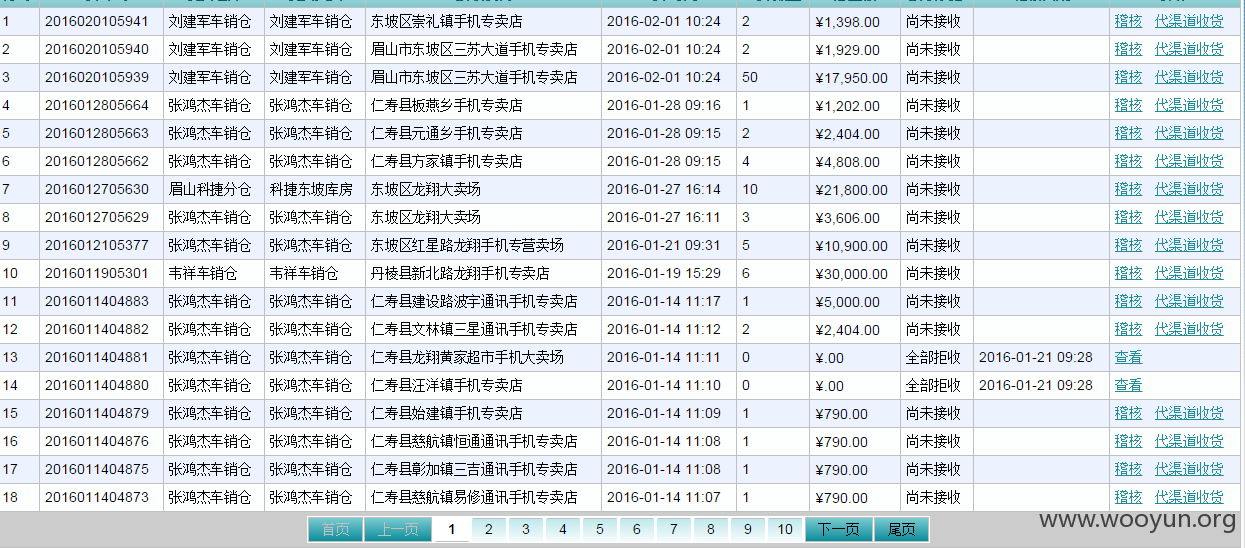 1 2016020105941 刘建军车销仓 刘建军车销仓 东坡区崇礼镇手机专卖店 2016-02-01 10:24 2 ¥1,398.00 尚未接收 稽核 代渠道收货
2 2016020105940 刘建军车销仓 刘建军车销仓 眉山市东坡区三苏大道手机专卖店 2016-02-01 10:24 2 ¥1,929.00 尚未接收 稽核 代渠道收货
3 2016020105939 刘建军车销仓 刘建军车销仓 眉山市东坡区三苏大道手机专卖店 2016-02-01 10:24 50 ¥17,950.00 尚未接收 稽核 代渠道收货
4 2016012805664 张鸿杰车销仓 张鸿杰车销仓 仁寿县板燕乡手机专卖店 2016-01-28 09:16 1 ¥1,202.00 尚未接收 稽核 代渠道收货
5 2016012805663 张鸿杰车销仓 张鸿杰车销仓 仁寿县元通乡手机专卖店 2016-01-28 09:15 2 ¥2,404.00 尚未接收 稽核 代渠道收货
6 2016012805662 张鸿杰车销仓 张鸿杰车销仓 仁寿县方家镇手机专卖店 2016-01-28 09:15 4 ¥4,808.00 尚未接收 稽核 代渠道收货
7 2016012705630 眉山科捷分仓 科捷东坡库房 东坡区龙翔大卖场 2016-01-27 16:14 10 ¥21,800.00 尚未接收 稽核 代渠道收货
8 2016012705629 张鸿杰车销仓 张鸿杰车销仓 东坡区龙翔大卖场 2016-01-27 16:11 3 ¥3,606.00 尚未接收 稽核 代渠道收货
9 2016012105377 张鸿杰车销仓 张鸿杰车销仓 东坡区红星路龙翔手机专营卖场 2016-01-21 09:31 5 ¥10,900.00 尚未接收 稽核 代渠道收货
10 2016011905301 韦祥车销仓 韦祥车销仓 丹棱县新北路龙翔手机专卖店 2016-01-19 15:29 6 ¥30,000.00 尚未接收 稽核 代渠道收货
11 2016011404883 张鸿杰车销仓 张鸿杰车销仓 仁寿县建设路波宇通讯手机专卖店 2016-01-14 11:17 1 ¥5,000.00 尚未接收 稽核 代渠道收货
12 2016011404882 张鸿杰车销仓 张鸿杰车销仓 仁寿县文林镇三星通讯手机专卖店 2016-01-14 11:12 2 ¥2,404.00 尚未接收 稽核 代渠道收货
13 2016011404881 张鸿杰车销仓 张鸿杰车销仓 仁寿县龙翔黄家超市手机大卖场 2016-01-14 11:11 0 ¥.00 全部拒收 2016-01-21 09:28 查看
14 2016011404880 张鸿杰车销仓 张鸿杰车销仓 仁寿县汪洋镇手机专卖店 2016-01-14 11:10 0 ¥.00 全部拒收 2016-01-21 09:28 查看
15 2016011404879 张鸿杰车销仓 张鸿杰车销仓 仁寿县始建镇手机专卖店 2016-01-14 11:09 1 ¥790.00 尚未接收 稽核 代渠道收货
16 2016011404876 张鸿杰车销仓 张鸿杰车销仓 仁寿县慈航镇恒通通讯手机专卖店 2016-01-14 11:08 1 ¥790.00 尚未接收 稽核 代渠道收货
17 2016011404875 张鸿杰车销仓 张鸿杰车销仓 仁寿县彰加镇三吉通讯手机专卖店 2016-01-14 11:08 1 ¥790.00 尚未接收 稽核 代渠道收货
18 2016011404873 张鸿杰车销仓 张鸿杰车销仓 仁寿县慈航镇易修通讯手机专卖店 2016-01-14 11:07 1 ¥790.00 尚未接收 稽核 代渠道收货
首页 上一页 1 2 3 4 5 6 7 8 9 10 下一页 尾页
www.wooyun.org